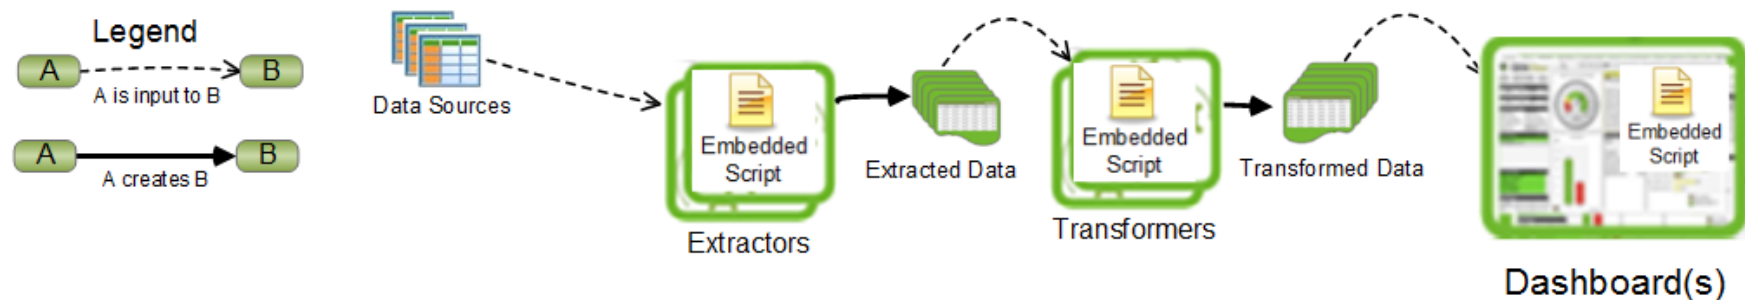 Legend
A
B
A is input to B
A
B
A creates B
Data Sources
Embedded
Script
Extractors
Extracted Data
Embedded
Script
Transformers
Transformed Data
Embedded
Script
Dashboard(s)